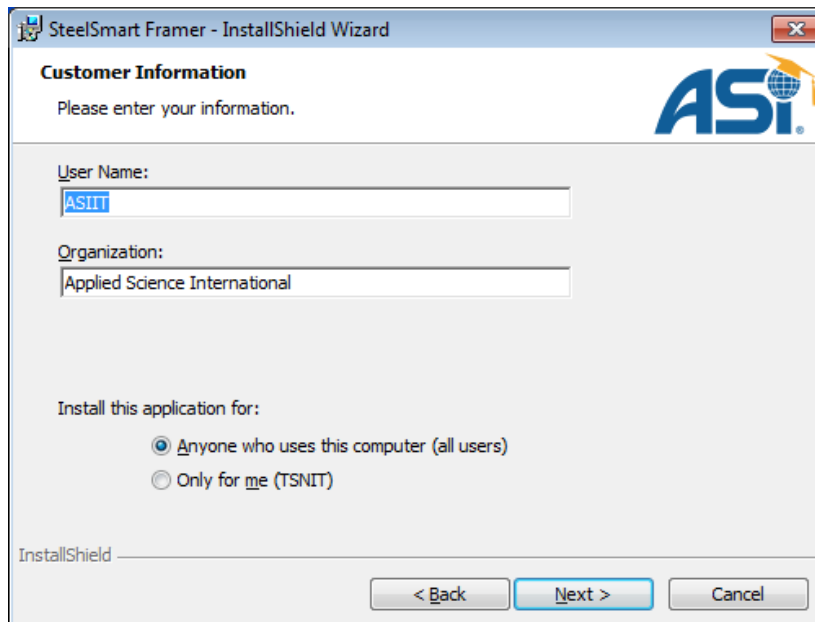 SteelSmart Framer - InstallShield Wizard
Customer Information
Please enter your information.
ASi®
User Name:
ASIIT
Organization:
Applied Science International
Install this application for:
Anyone who uses this computer (all users)
Only for me (TSNIT)
InstallShield
< Back Next > Cancel